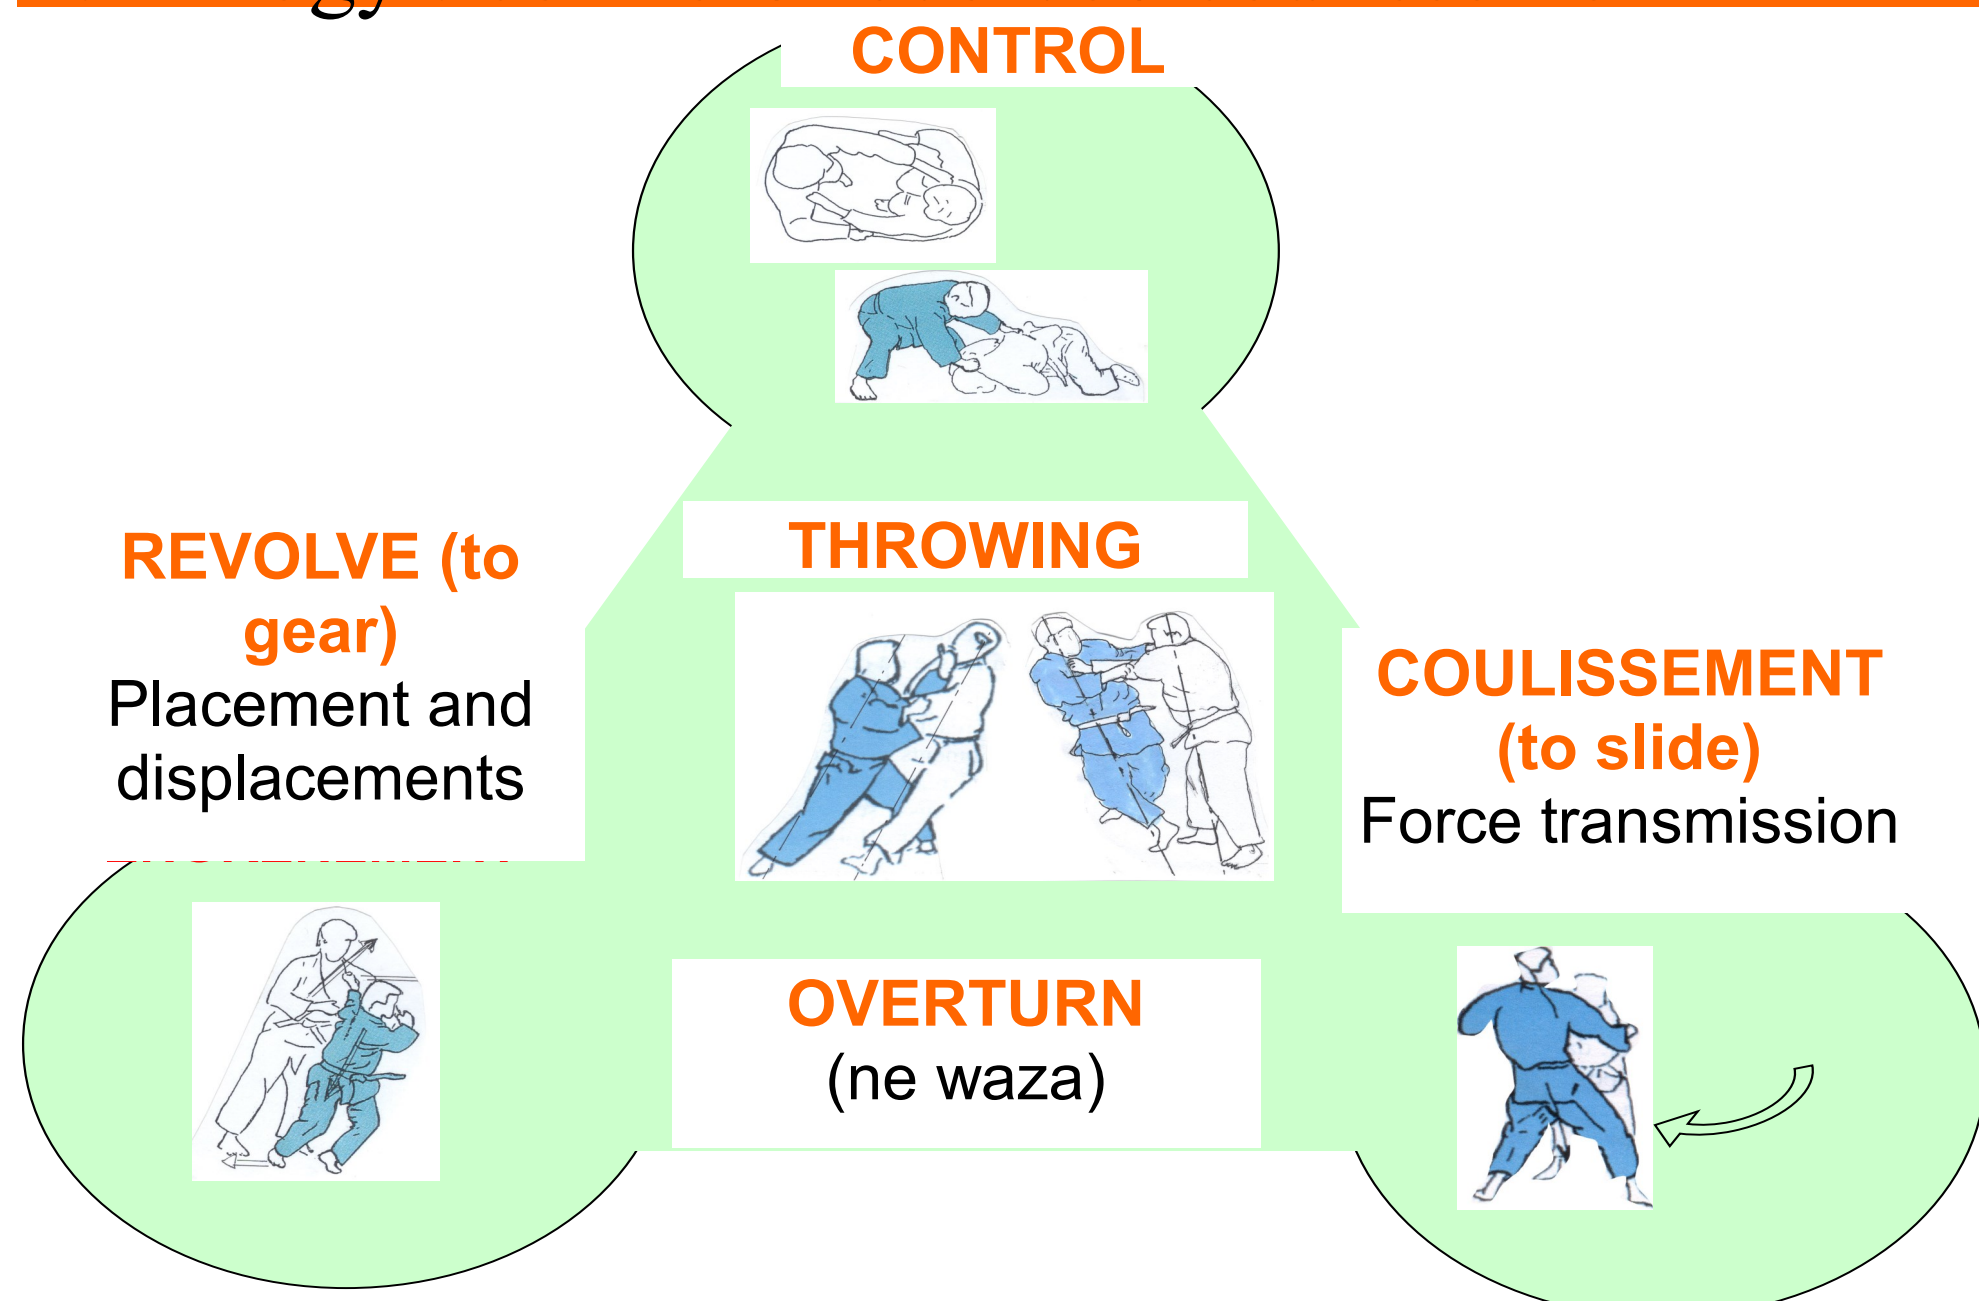 CONTROL
THROWING
REVOLVE (to
gear)
Placement and
displacements
COULISSEMENT
(to slide)
Force transmission
OVERTURN
(ne waza)